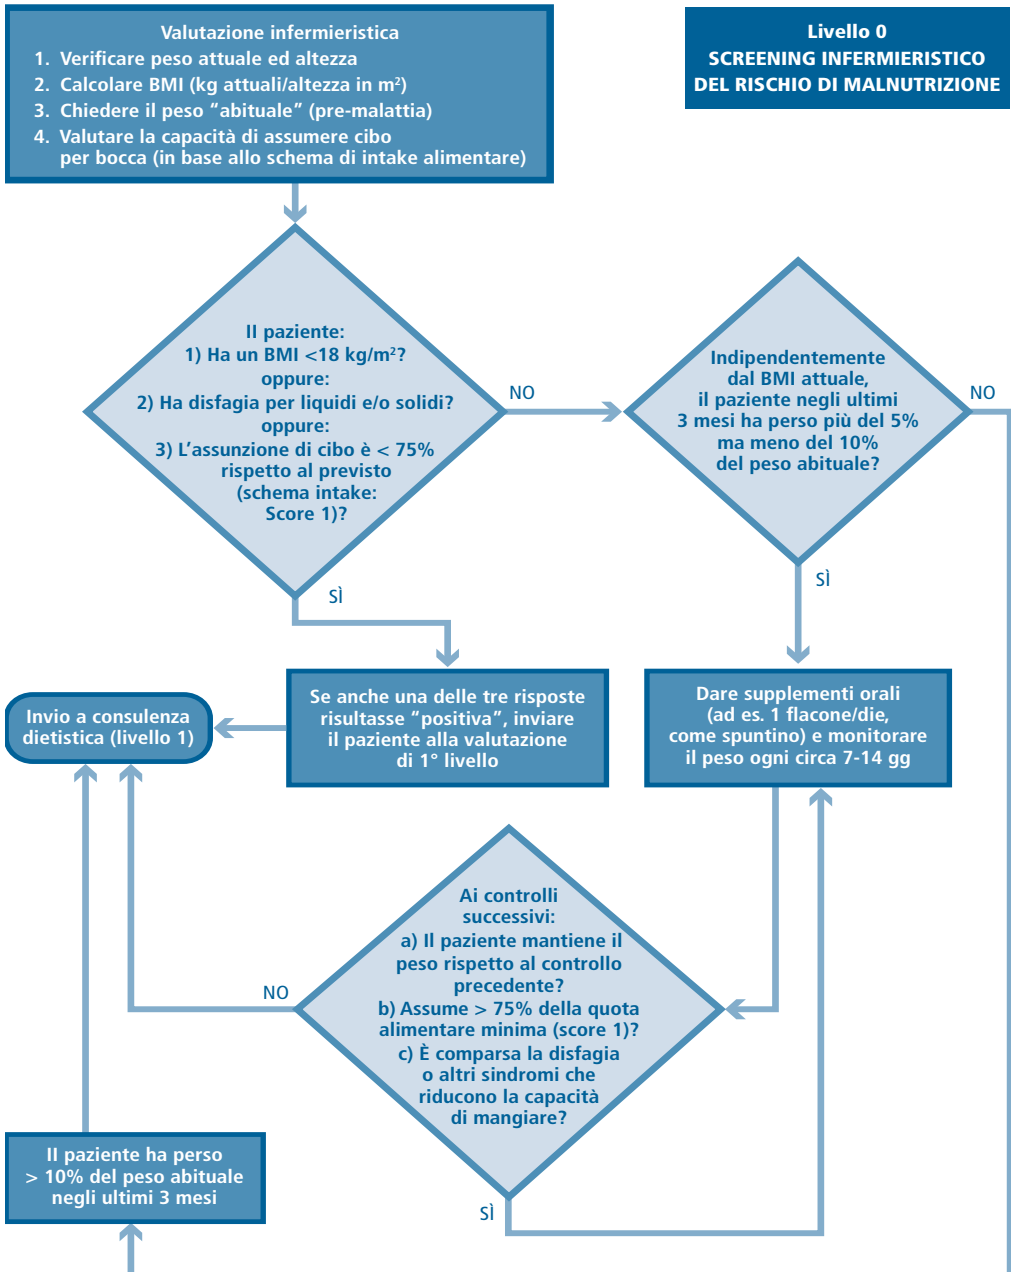 Valutazione infermieristica
1. Verificare peso attuale ed altezza
2. Calcolare BMI (kg attuali/altezza in m²)
3. Chiedere il peso “abituale” (pre-malattia)
4. Valutare la capacità di assumere cibo
per bocca (in base allo schema di intake alimentare)
Livello 0
SCREENING INFERMIERISTICO
DEL RISCHIO DI MALNUTRIZIONE
Il paziente:
1) Ha un BMI <18 kg/m²?
oppure:
2) Ha disfagia per liquidi e/o solidi?
oppure:
3) L’assunzione di cibo è < 75%
rispetto al previsto
(schema intake:
Score 1)?
NO
Indipendentemente
dal BMI attuale,
il paziente negli ultimi
3 mesi ha perso più del 5%
ma meno del 10%
del peso abituale?
NO
SÌ
SÌ
Invio a consulenza
dietistica (livello 1)
Se anche una delle tre risposte
risultasse “positiva”, inviare
il paziente alla valutazione
di 1° livello
Dare supplementi orali
(ad es. 1 flacone/die,
come spuntino) e monitorare
il peso ogni circa 7-14 gg
Ai controlli
successivi:
a) Il paziente mantiene il
peso rispetto al controllo
precedente?
b) Assume > 75% della quota
alimentare minima (score 1)?
c) È comparsa la disfagia
o altri sindromi che
riducono la capacità
di mangiare?
NO
SÌ
Il paziente ha perso
> 10% del peso abituale
negli ultimi 3 mesi